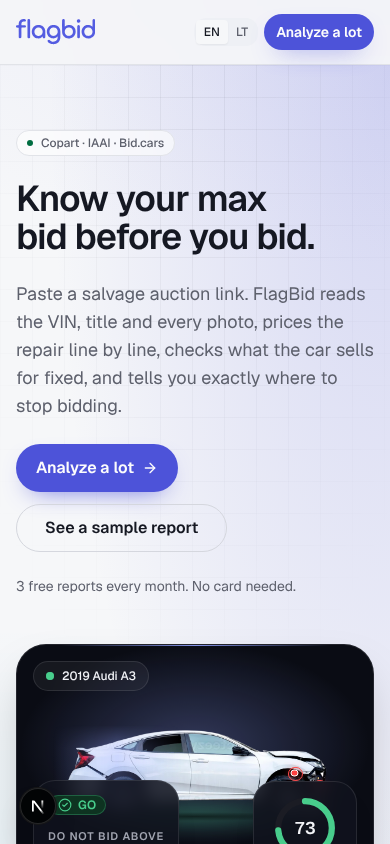 flagbid
EN LT
Analyze a lot
Copart · IAAI · Bid.cars
Know your max
bid before you bid.
Paste a salvage auction link. FlagBid reads
the VIN, title and every photo, prices the
repair line by line, checks what the car sells
for fixed, and tells you exactly where to
stop bidding.
Analyze a lot →
See a sample report
3 free reports every month. No card needed.
2019 Audi A3
N
GO
DO NOT BID ABOVE
73